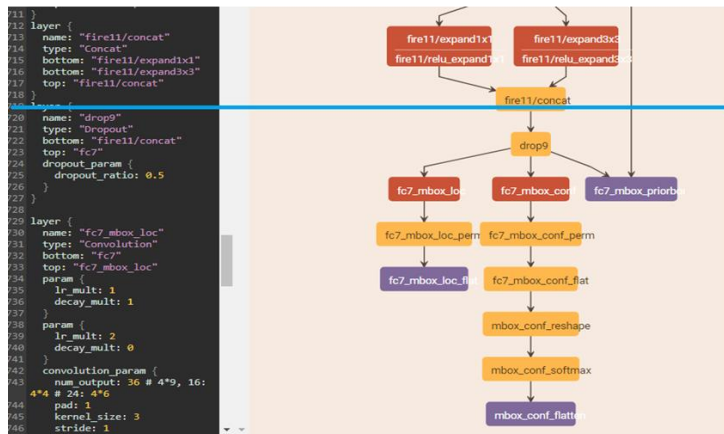 711 }
712 layer {
713 name: "fire11/concat"
714 type: "Concat"
715 bottom: "fire11/expand1x1"
716 bottom: "fire11/expand3x3"
717 top: "fire11/concat"
718 }
719 layer {
720 name: "drop9"
721 type: "Dropout"
722 bottom: "fire11/concat"
723 top: "fc7"
724 dropout_param {
725 dropout_ratio: 0.5
726 }
727 }
728
729 layer {
730 name: "fc7_mbox_loc"
731 type: "Convolution"
732 bottom: "fc7"
733 top: "fc7_mbox_loc"
734 param {
735 lr_mult: 1
736 decay_mult: 1
737 }
738 param {
739 lr_mult: 2
740 decay_mult: 0
741 }
742 convolution_param {
743 num_output: 36 # 4*9, 16:
4*4 # 24: 4*6
744 pad: 1
745 kernel_size: 3
746 stride: 1
fire11/expand1x1 fire11/expand3x3
fire11/relu_expand1x1 fire11/relu_expand3x3
fire11/concat
drop9
fc7_mbox_loc fc7_mbox_conf fc7_mbox_priorbox
fc7_mbox_loc_perm fc7_mbox_conf_perm
fc7_mbox_loc_flat fc7_mbox_conf_flat
mbox_conf_reshape
mbox_conf_softmax
mbox_conf_flatten